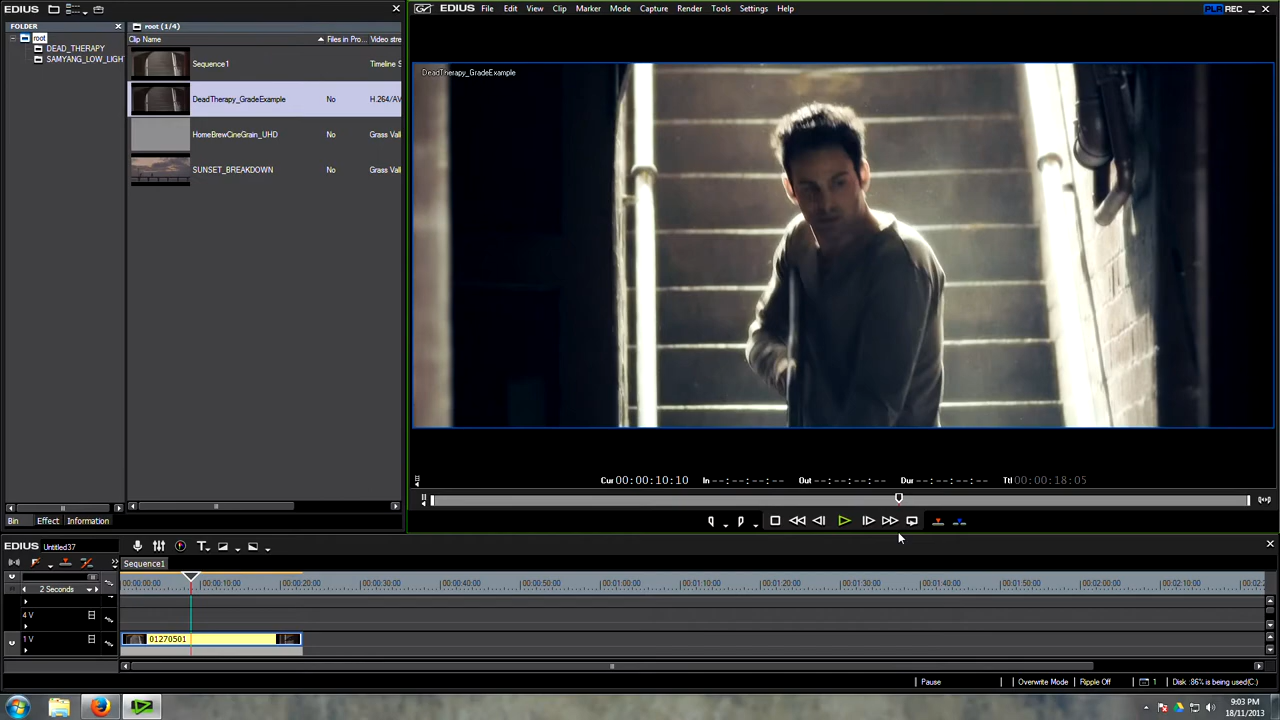 EDIUS
EDIUS File Edit View Clip Marker Mode Capture Render Tools Settings Help
PLR REC
FOLDER
root
DEAD_THERAPY
SAMYANG_LOW_LIGHT
root (1/4)
Clip Name Files in Pro... Video stre
Sequence1 Timeline S
DeadTherapy_GradeExample No H.264/AV
HomeBrewCineGrain_UHD No Grass Vall
SUNSET_BREAKDOWN No Grass Vall
DeadTherapy_GradeExample
Cur 00:00:10:10 In --:--:--:-- Out --:--:--:-- Dur --:--:--:-- Ttl 00:00:18:05
Bin Effect Information
EDIUS Untitled37
Sequence1
2 Seconds
00:00:00:00 00:00:10:00 00:00:20:00 00:00:30:00 00:00:40:00 00:00:50:00 00:01:00:00 00:01:10:00 00:01:20:00 00:01:30:00 00:01:40:00 00:01:50:00 00:02:00:00 00:02:10:00 00:02:2
4 V
1 V
01270501
Pause Overwrite Mode Ripple Off 1 Disk :86% is being used(C:)
9:03 PM
18/11/2013